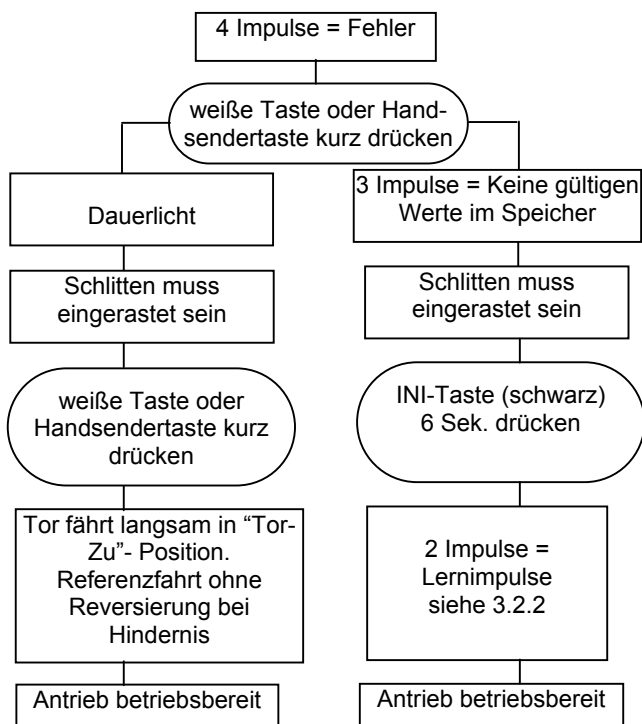 4 Impulse = Fehler
weiße Taste oder Hand-
sendertaste kurz drücken
Dauerlicht
Schlitten muss
eingerastet sein
weiße Taste oder
Handsendertaste kurz
drücken
Tor fährt langsam in “Tor-
Zu”- Position.
Referenzfahrt ohne
Reversierung bei
Hindernis
Antrieb betriebsbereit
3 Impulse = Keine gültigen
Werte im Speicher
Schlitten muss
eingerastet sein
INI-Taste (schwarz)
6 Sek. drücken
2 Impulse =
Lernimpulse
siehe 3.2.2
Antrieb betriebsbereit